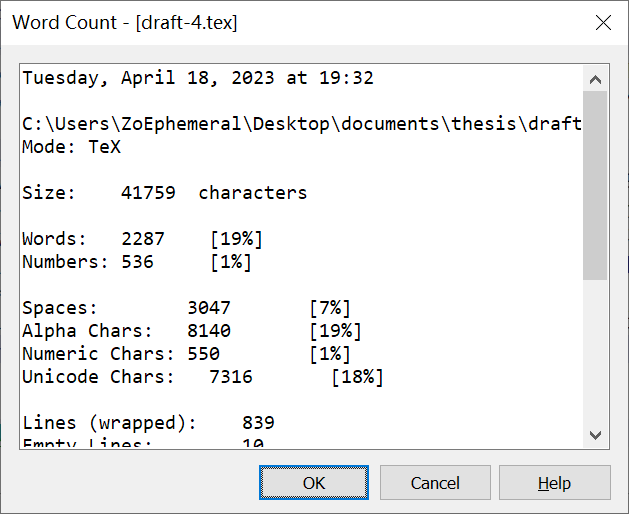 Word Count - [draft-4.tex]
Tuesday, April 18, 2023 at 19:32
C:\Users\ZoEphemeral\Desktop\documents\thesis\draft
Mode: TeX
Size: 41759 characters
Words: 2287 [19%]
Numbers: 536 [1%]
Spaces: 3047 [7%]
Alpha Chars: 8140 [19%]
Numeric Chars: 550 [1%]
Unicode Chars: 7316 [18%]
Lines (wrapped): 839
Empty Lines: 10
OK Cancel Help